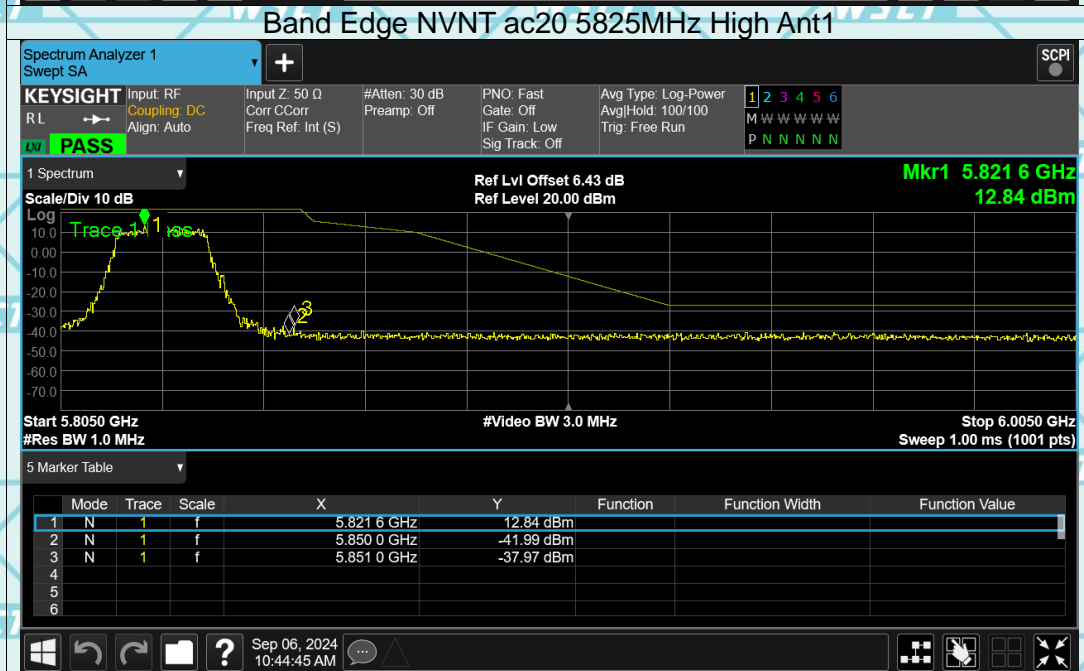 Band Edge NVNT ac20 5825MHz High Ant1
Spectrum Analyzer 1
Swept SA
+
SCPI
KEYSIGHT
R L
LXI PASS
Input: RF
Coupling: DC
Align: Auto
Input Z: 50 Ω
Corr CCorr
Freq Ref: Int (S)
#Atten: 30 dB
Preamp: Off
PNO: Fast
Gate: Off
IF Gain: Low
Sig Track: Off
Avg Type: Log-Power
Avg|Hold: 100/100
Trig: Free Run
1 2 3 4 5 6
M W W W W W
P N N N N N
1 Spectrum
Scale/Div 10 dB
Ref Lvl Offset 6.43 dB
Ref Level 20.00 dBm
Mkr1 5.821 6 GHz
12.84 dBm
Log
Trace 1
1
10.0
0.00
-10.0
-20.0
-30.0
-40.0
-50.0
-60.0
-70.0
3
2
Start 5.8050 GHz
#Video BW 3.0 MHz
Stop 6.0050 GHz
#Res BW 1.0 MHz
Sweep 1.00 ms (1001 pts)
5 Marker Table
Mode Trace Scale X Y Function Function Width Function Value
1 N 1 f 5.821 6 GHz 12.84 dBm
2 N 1 f 5.850 0 GHz -41.99 dBm
3 N 1 f 5.851 0 GHz -37.97 dBm
4
5
6
?
Sep 06, 2024
10:44:45 AM